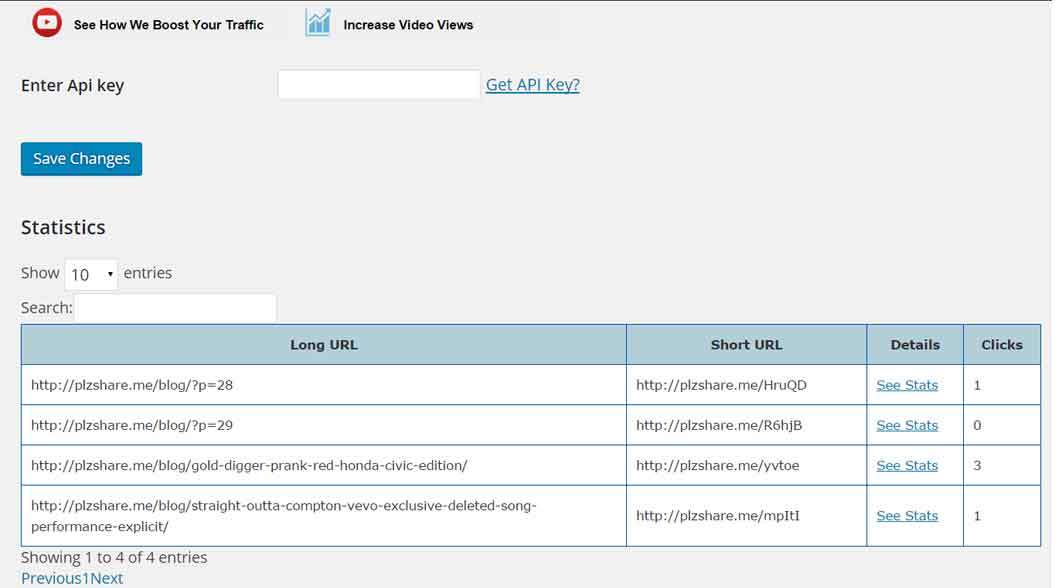 See How We Boost Your Traffic Increase Video Views
Enter Api key Get API Key?
Save Changes
Statistics
Show 10 entries
Search:
Long URL Short URL Details Clicks
http://plzshare.me/blog/?p=28 http://plzshare.me/HruQD See Stats 1
http://plzshare.me/blog/?p=29 http://plzshare.me/R6hjB See Stats 0
http://plzshare.me/blog/gold-digger-prank-red-honda-civic-edition/ http://plzshare.me/yvtoe See Stats 3
http://plzshare.me/blog/straight-outta-compton-vevo-exclusive-deleted-song-
performance-explicit/ http://plzshare.me/mpItI See Stats 1
Showing 1 to 4 of 4 entries
Previous1Next